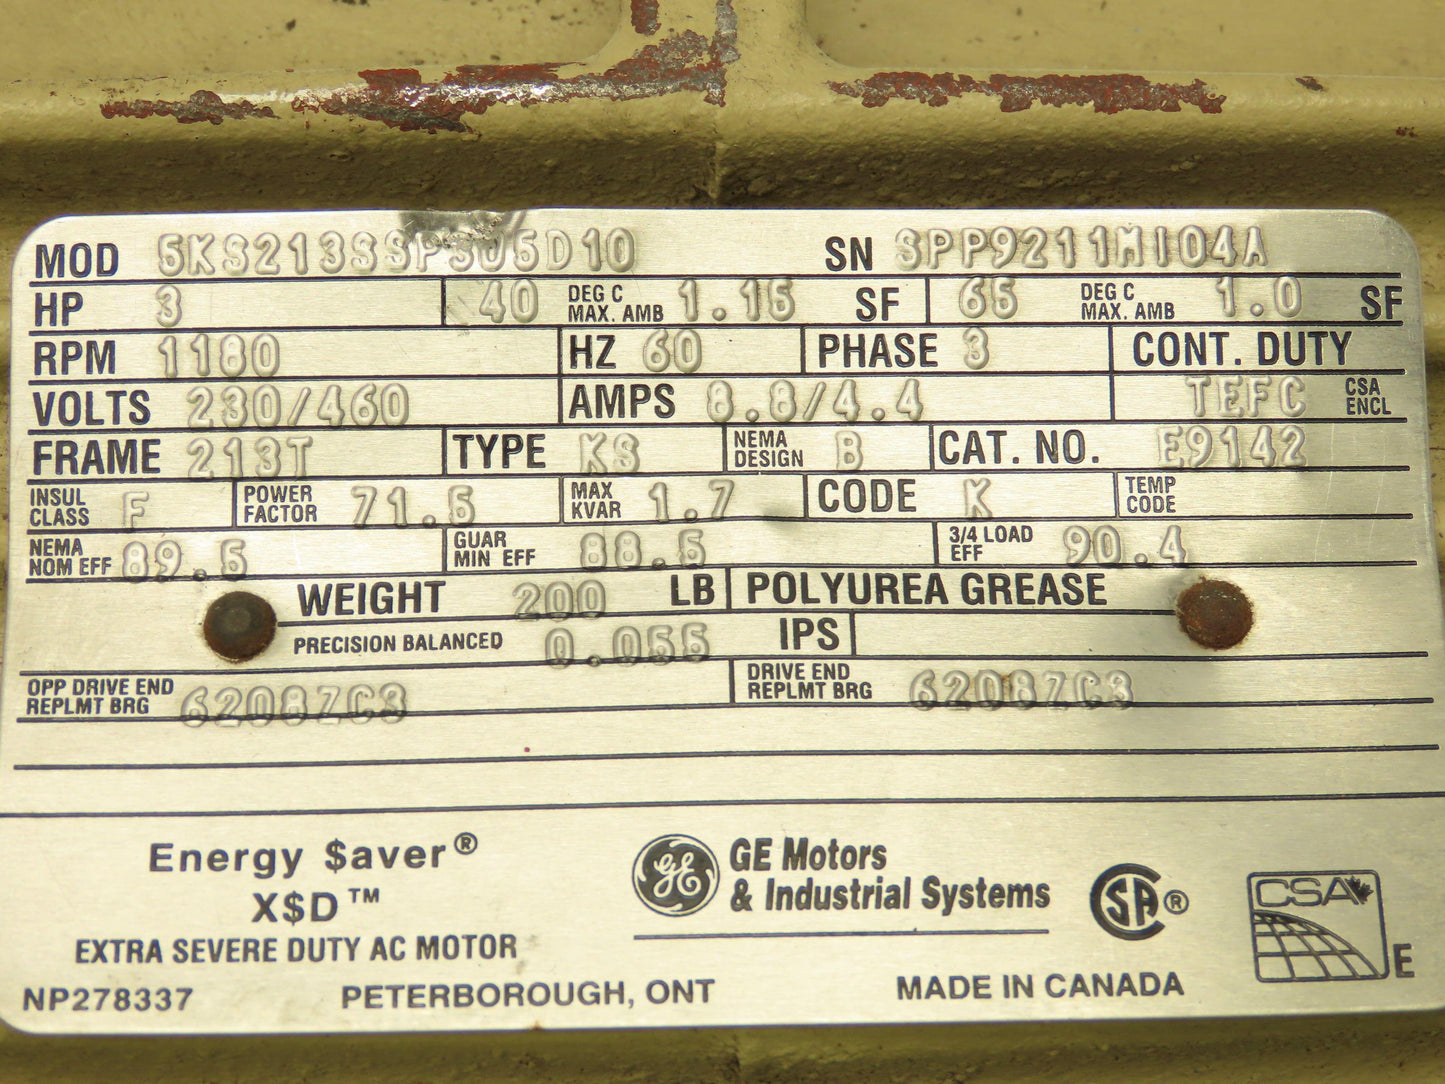 MOD 5KS213SSPS05D10 SN SPP9211M104A
HP 3 40 DEG C MAX. AMB 1.15 SF 65 DEG C MAX. AMB 1.0 SF
RPM 1180 HZ 60 PHASE 3 CONT. DUTY
VOLTS 230/460 AMPS 8.8/4.4 TEFC CSA ENCL
FRAME 213T TYPE KS NEMA DESIGN B CAT. NO. E9142
INSUL CLASS F POWER FACTOR 71.5 MAX KVAR 1.7 CODE K TEMP CODE
NEMA NOM EFF 89.5 GUAR MIN EFF 88.5 3/4 LOAD EFF 90.4
WEIGHT 200 LB POLYUREA GREASE
PRECISION BALANCED 0.055 IPS
OPP DRIVE END REPLMT BRG 6208ZC3 DRIVE END REPLMT BRG 6208ZC3
Energy $aver®
X$D™
EXTRA SEVERE DUTY AC MOTOR
GE GE Motors
& Industrial Systems
CSA®
CSA E
NP278337 PETERBOROUGH, ONT MADE IN CANADA